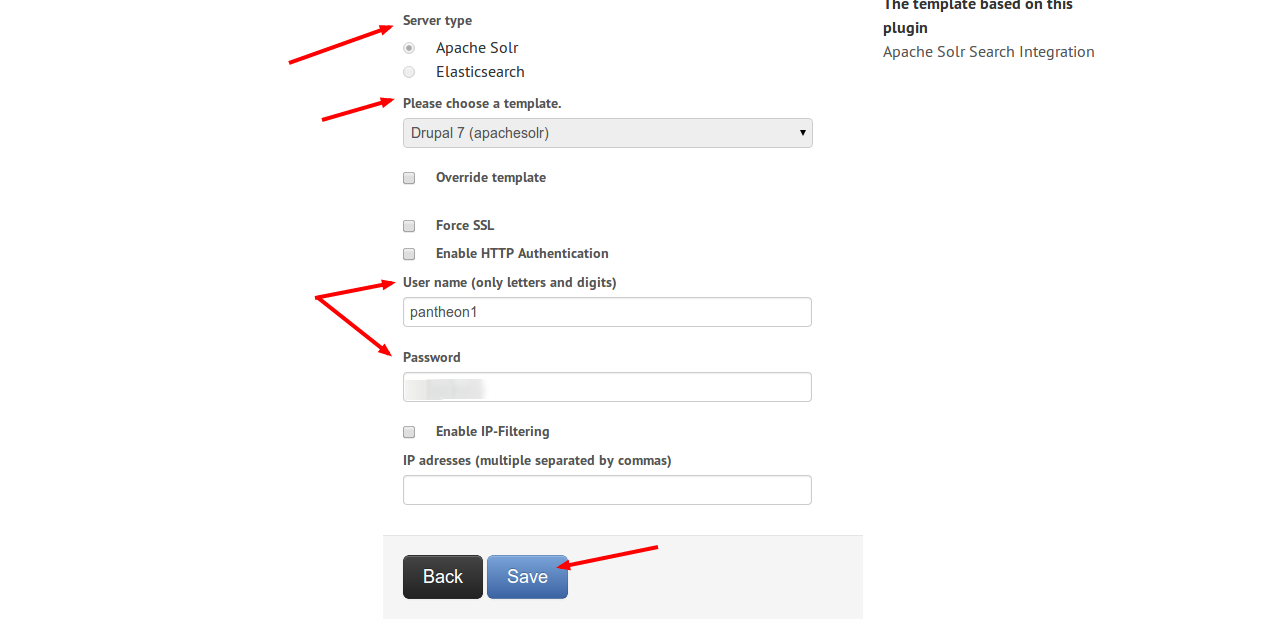 Server type
Apache Solr
Elasticsearch
Please choose a template.
Drupal 7 (apachesolr)
Override template
Force SSL
Enable HTTP Authentication
User name (only letters and digits)
pantheon1
Password
Enable IP-Filtering
IP adresses (multiple separated by commas)
Back Save
The template based on this
plugin
Apache Solr Search Integration